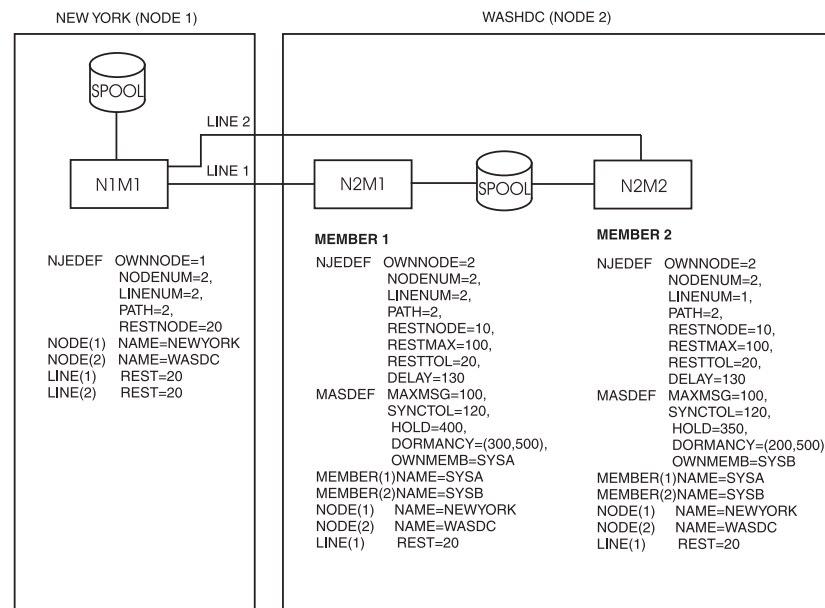 NEW YORK (NODE 1)
WASHDC (NODE 2)
SPOOL
LINE 2
LINE 1
N1M1
N2M1
SPOOL
N2M2
NJEDEF OWNNODE=1
NODENUM=2,
LINENUM=2,
PATH=2,
RESTNODE=20
NODE(1) NAME=NEWYORK
NODE(2) NAME=WASDC
LINE(1) REST=20
LINE(2) REST=20
MEMBER 1
NJEDEF OWNNODE=2
NODENUM=2,
LINENUM=2,
PATH=2,
RESTNODE=10,
RESTMAX=100,
RESTTOL=20,
DELAY=130
MASDEF MAXMSG=100,
SYNCTOL=120,
HOLD=400,
DORMANCY=(300,500),
OWNMEMB=SYSA
MEMBER(1)NAME=SYSA
MEMBER(2)NAME=SYSB
NODE(1) NAME=NEWYORK
NODE(2) NAME=WASDC
LINE(1) REST=20
MEMBER 2
NJEDEF OWNNODE=2
NODENUM=2,
LINENUM=1,
PATH=2,
RESTNODE=10,
RESTMAX=100,
RESTTOL=20,
DELAY=130
MASDEF MAXMSG=100,
SYNCTOL=120,
HOLD=350,
DORMANCY=(200,500),
OWNMEMB=SYSB
MEMBER(1)NAME=SYSA
MEMBER(2)NAME=SYSB
NODE(1) NAME=NEWYORK
NODE(2) NAME=WASDC
LINE(1) REST=20